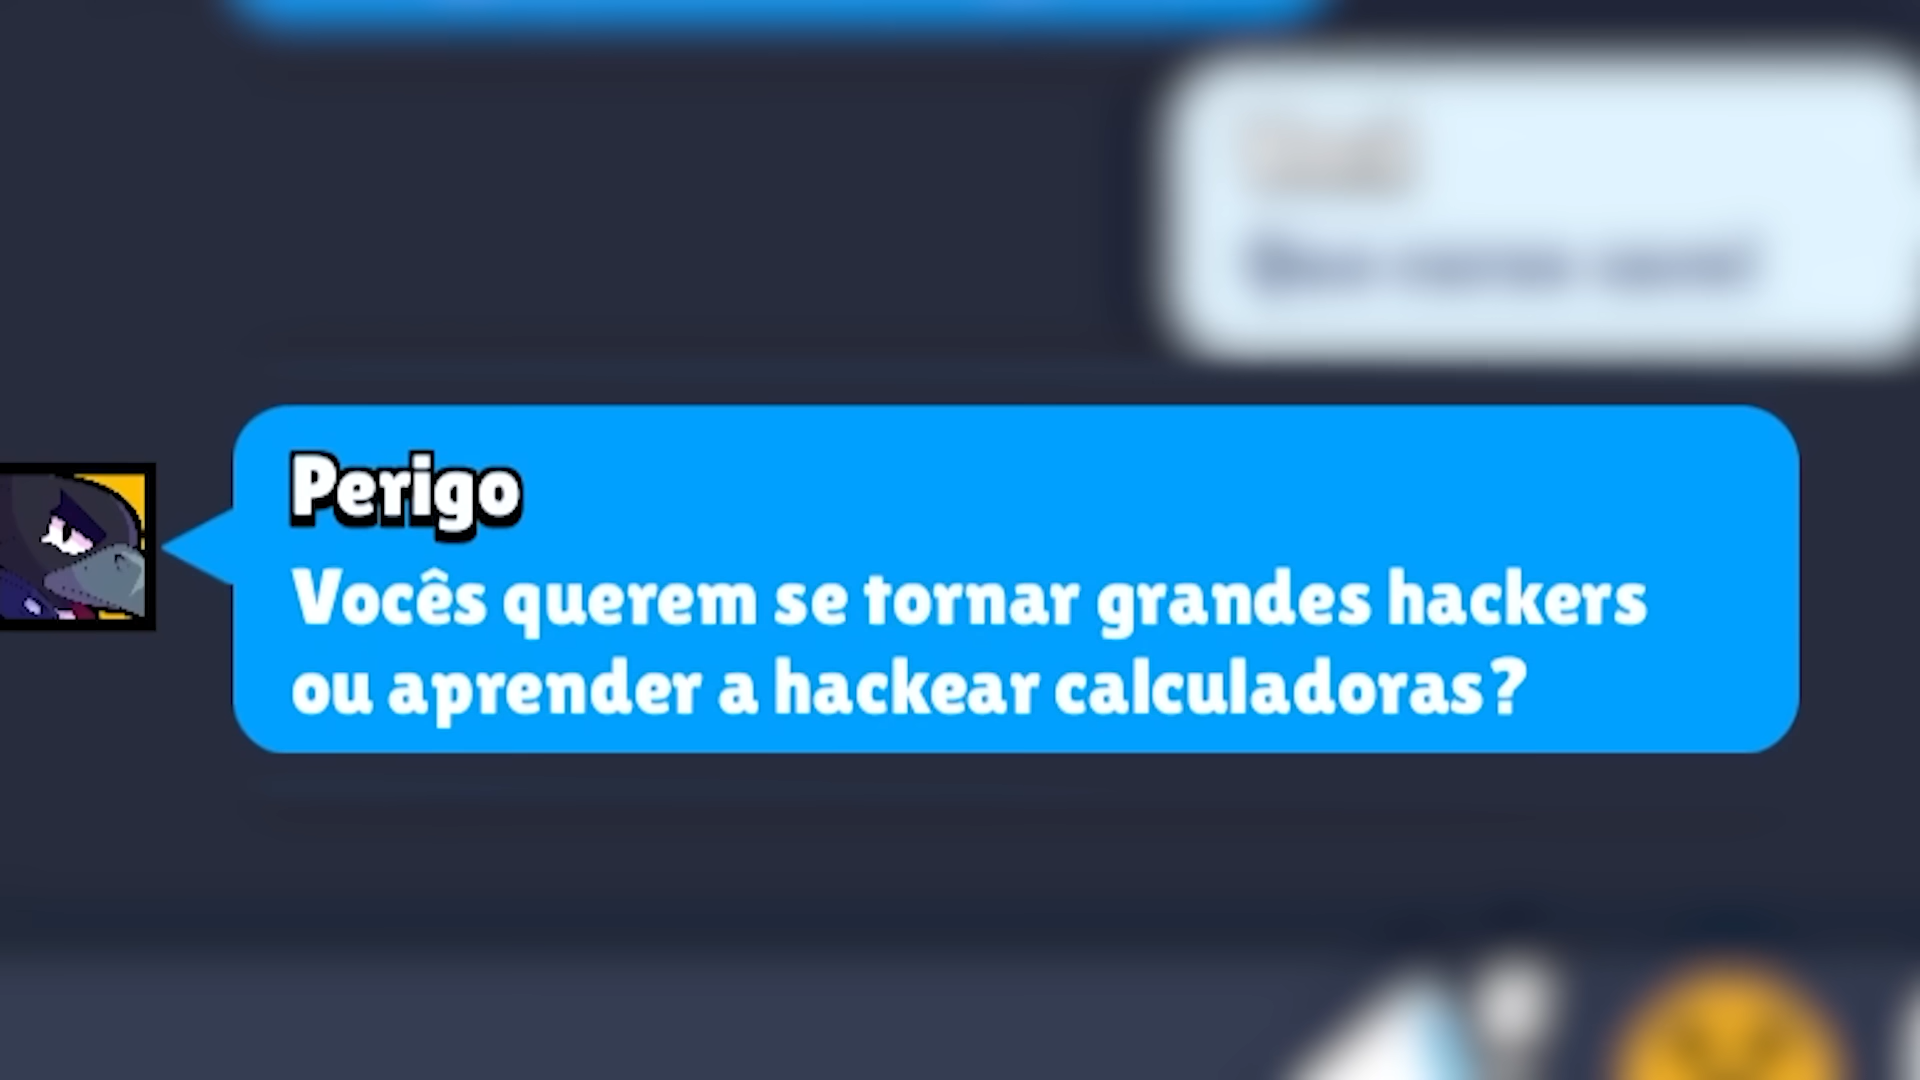 Perigo
Vocês querem se tornar grandes hackers
ou aprender a hackear calculadoras?